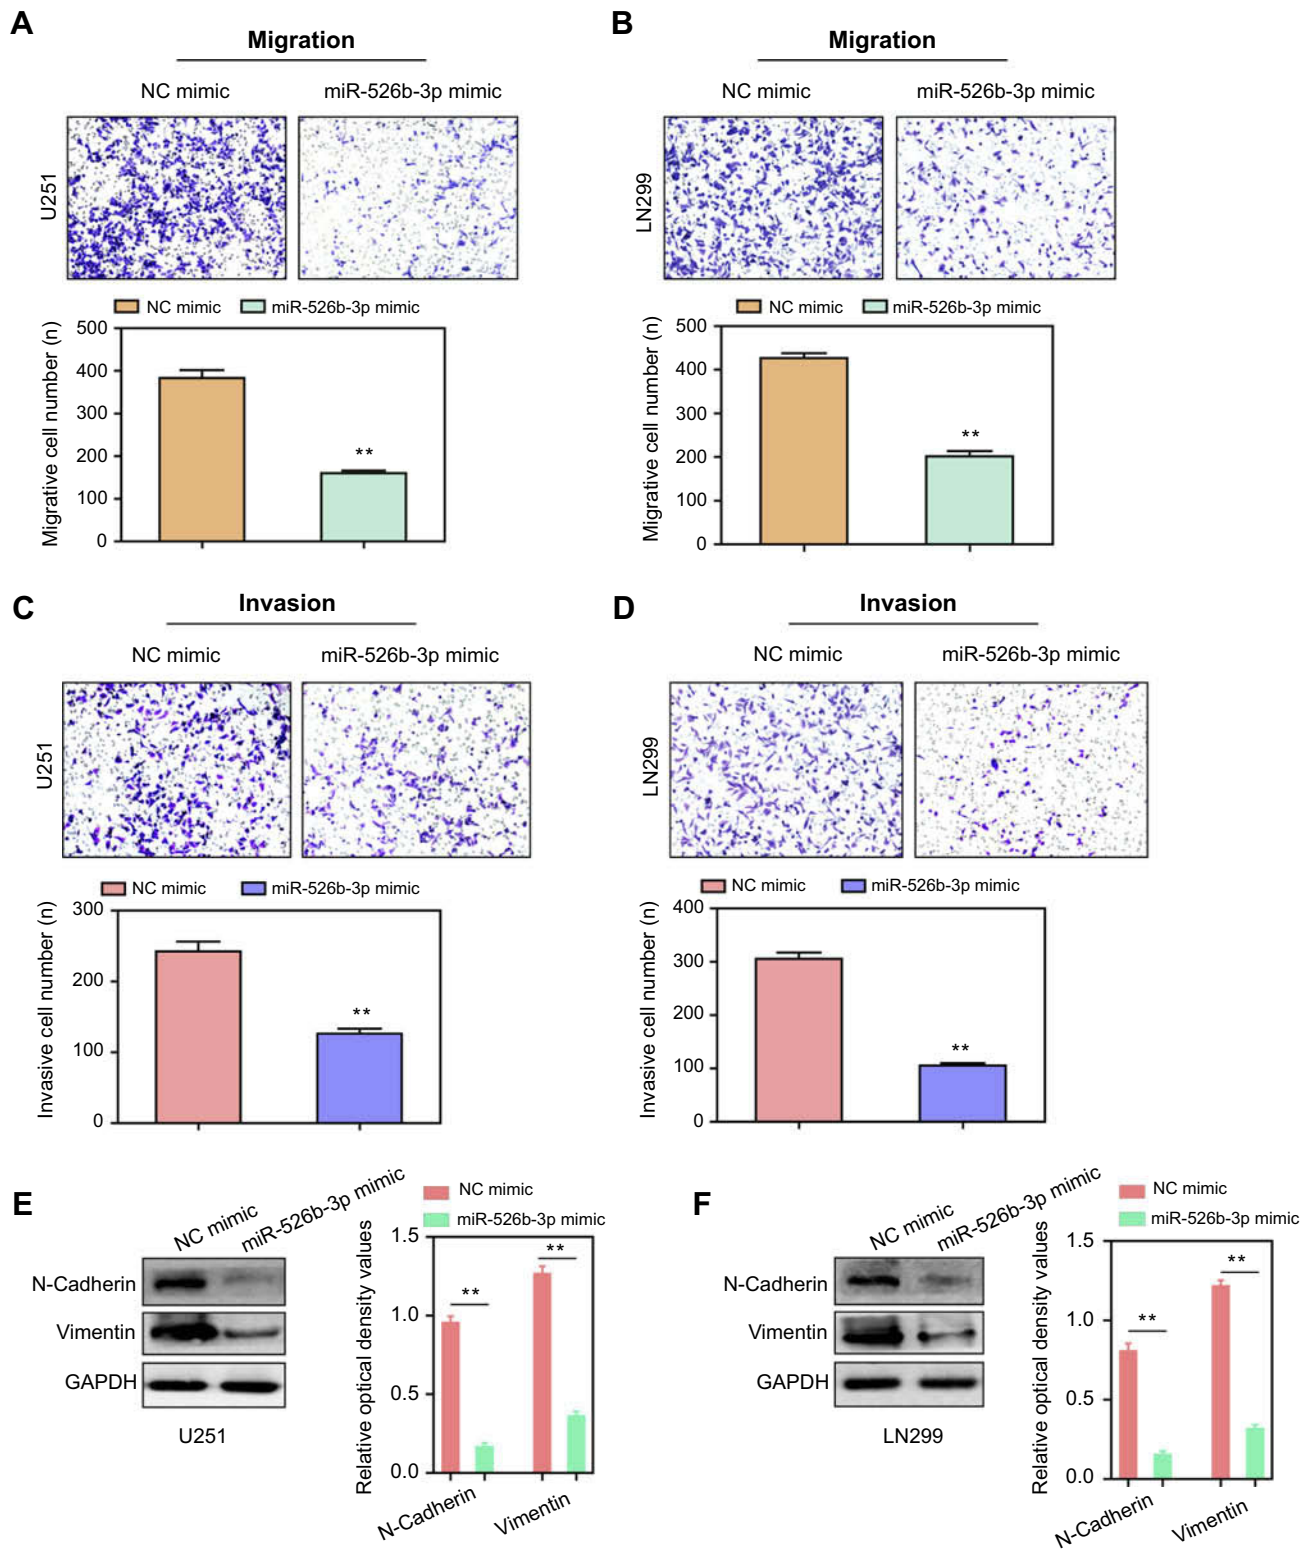 A
Migration
NC mimic miR-526b-3p mimic
U251
NC mimic miR-526b-3p mimic
Migrative cell number (n)
500
400
300
200
100
0
**
B
Migration
NC mimic miR-526b-3p mimic
LN299
NC mimic miR-526b-3p mimic
Migrative cell number (n)
500
400
300
200
100
0
**
C
Invasion
NC mimic miR-526b-3p mimic
U251
NC mimic miR-526b-3p mimic
Invasive cell number (n)
300
200
100
0
**
D
Invasion
NC mimic miR-526b-3p mimic
LN299
NC mimic miR-526b-3p mimic
Invasive cell number (n)
400
300
200
100
0
**
E
NC mimic
miR-526b-3p mimic
N-Cadherin
Vimentin
GAPDH
U251
NC mimic
miR-526b-3p mimic
Relative optical density values
1.5
1.0
0.5
0.0
**
**
N-Cadherin
Vimentin
F
NC mimic
miR-526b-3p mimic
N-Cadherin
Vimentin
GAPDH
LN299
NC mimic
miR-526b-3p mimic
Relative optical density values
1.5
1.0
0.5
0.0
**
**
N-Cadherin
Vimentin